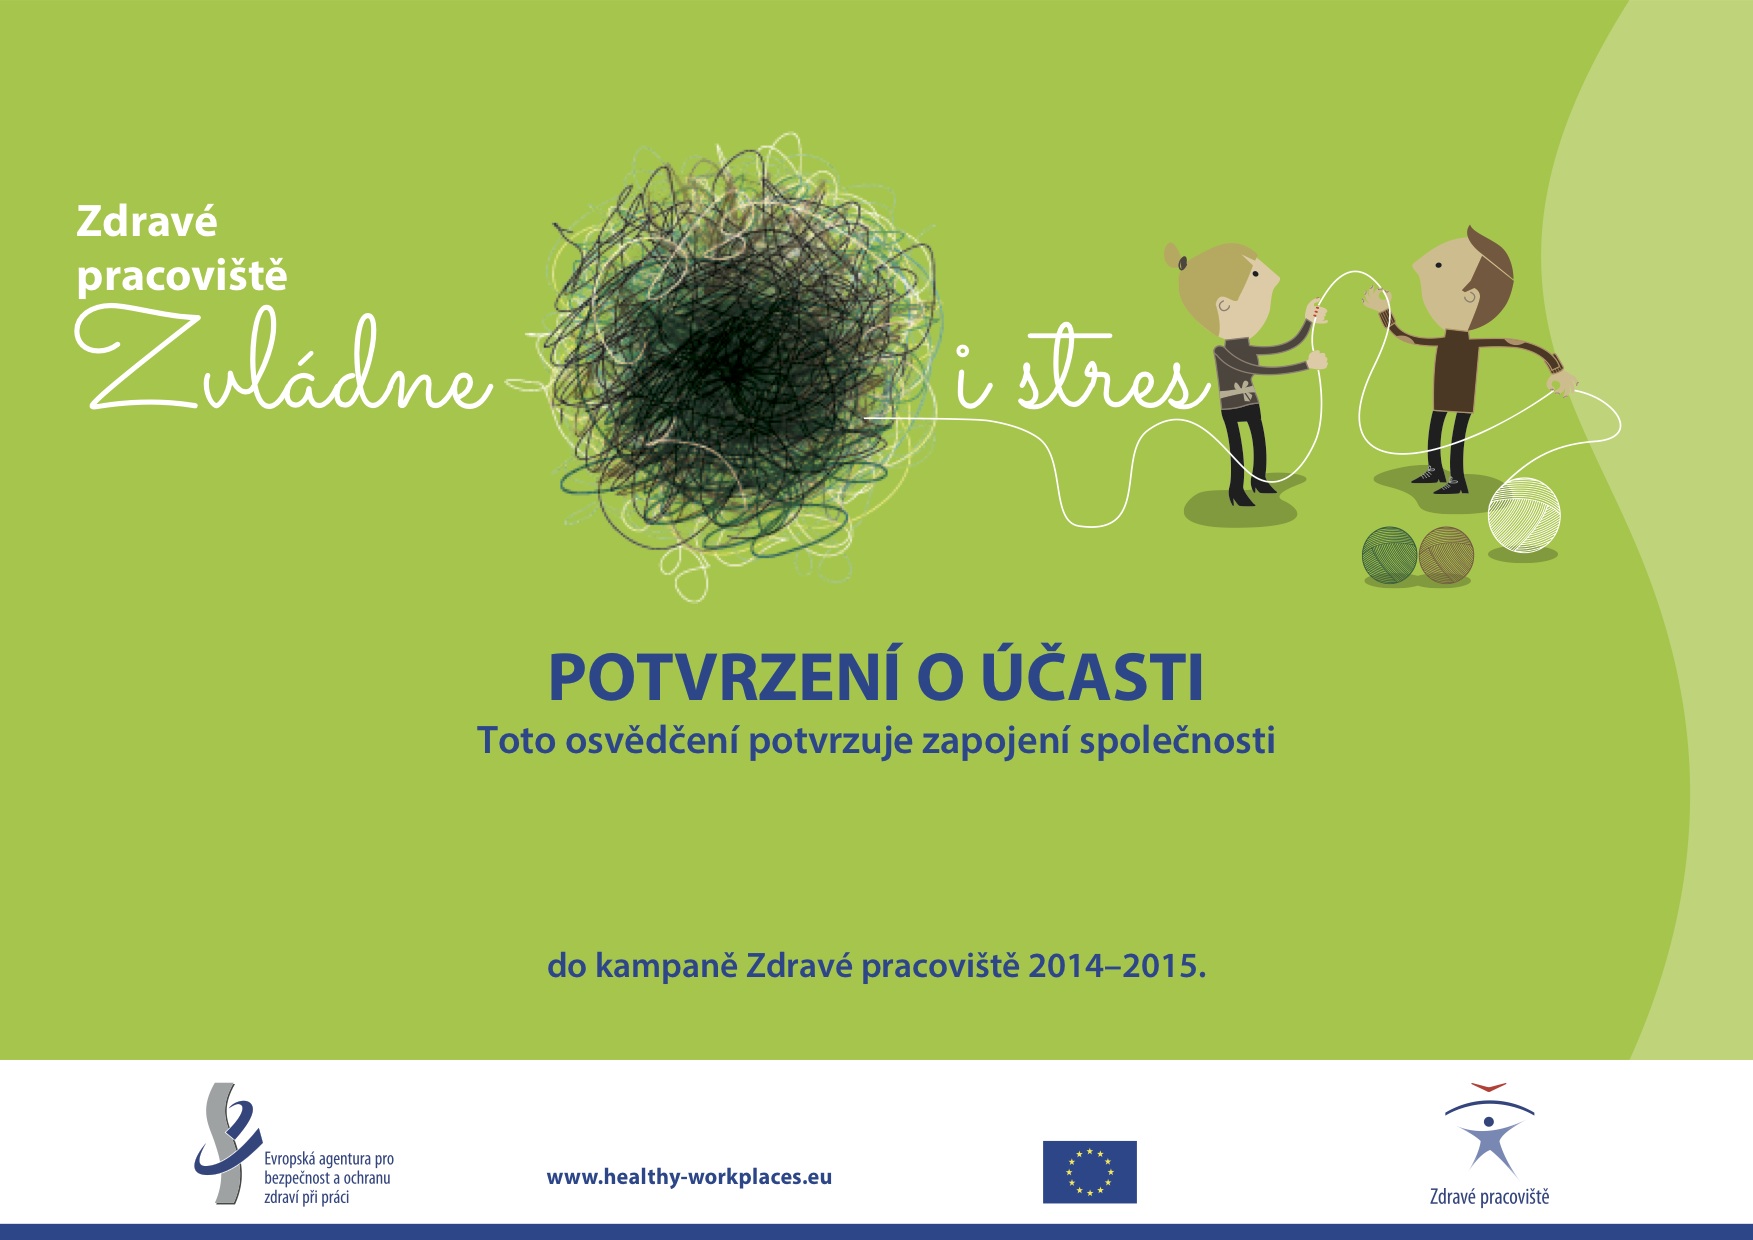 Zdravé
pracoviště
Zvládne i stres
POTVRZENÍ O ÚČASTI
Toto osvědčení potvrzuje zapojení společnosti
do kampaně Zdravé pracoviště 2014–2015.
Evropská agentura pro
bezpečnost a ochranu
zdraví při práci
www.healthy-workplaces.eu
Zdravé pracoviště